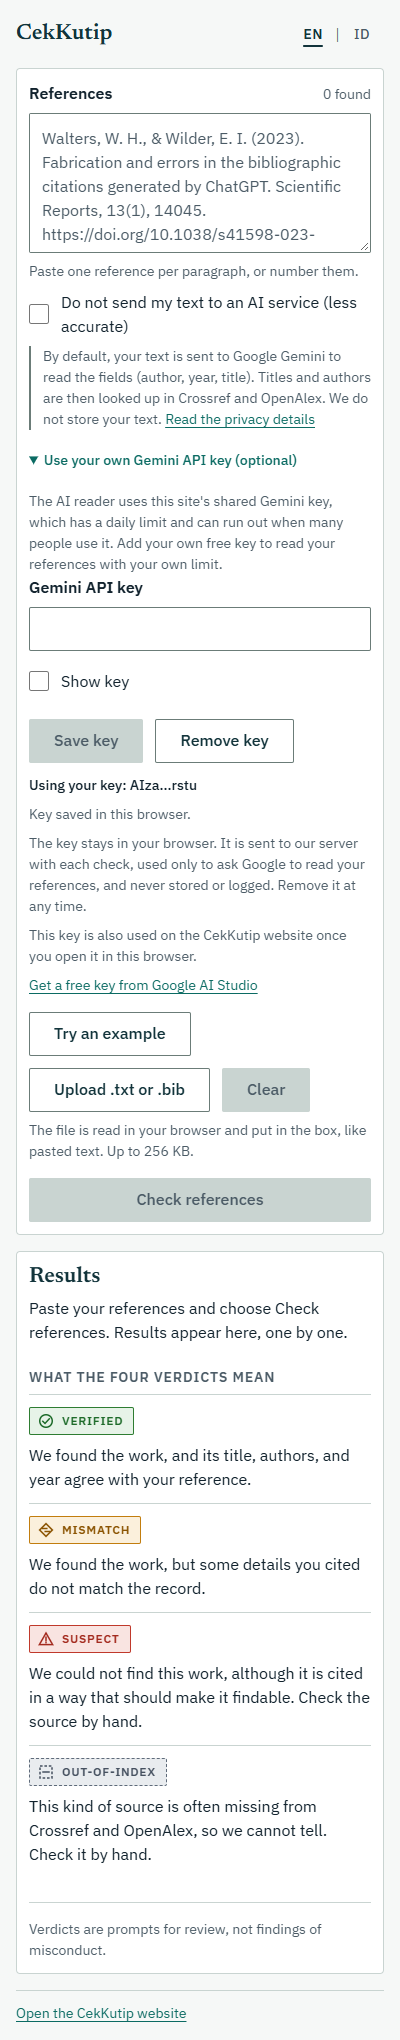 CekKutip
EN | ID
References
0 found
Walters, W. H., & Wilder, E. I. (2023).
Fabrication and errors in the bibliographic
citations generated by ChatGPT. Scientific
Reports, 13(1), 14045.
https://doi.org/10.1038/s41598-023-
Paste one reference per paragraph, or number them.
Do not send my text to an AI service (less
accurate)
By default, your text is sent to Google Gemini to
read the fields (author, year, title). Titles and authors
are then looked up in Crossref and OpenAlex. We do
not store your text. Read the privacy details
▼ Use your own Gemini API key (optional)
The AI reader uses this site's shared Gemini key,
which has a daily limit and can run out when many
people use it. Add your own free key to read your
references with your own limit.
Gemini API key
Show key
Save key
Remove key
Using your key: AIza…rstu
Key saved in this browser.
The key stays in your browser. It is sent to our server
with each check, used only to ask Google to read your
references, and never stored or logged. Remove it at
any time.
This key is also used on the CekKutip website once
you open it in this browser.
Get a free key from Google AI Studio
Try an example
Upload .txt or .bib
Clear
The file is read in your browser and put in the box, like
pasted text. Up to 256 KB.
Check references
Results
Paste your references and choose Check
references. Results appear here, one by one.
WHAT THE FOUR VERDICTS MEAN
VERIFIED
We found the work, and its title, authors, and
year agree with your reference.
MISMATCH
We found the work, but some details you cited
do not match the record.
SUSPECT
We could not find this work, although it is cited
in a way that should make it findable. Check the
source by hand.
OUT-OF-INDEX
This kind of source is often missing from
Crossref and OpenAlex, so we cannot tell.
Check it by hand.
Verdicts are prompts for review, not findings of
misconduct.
Open the CekKutip website